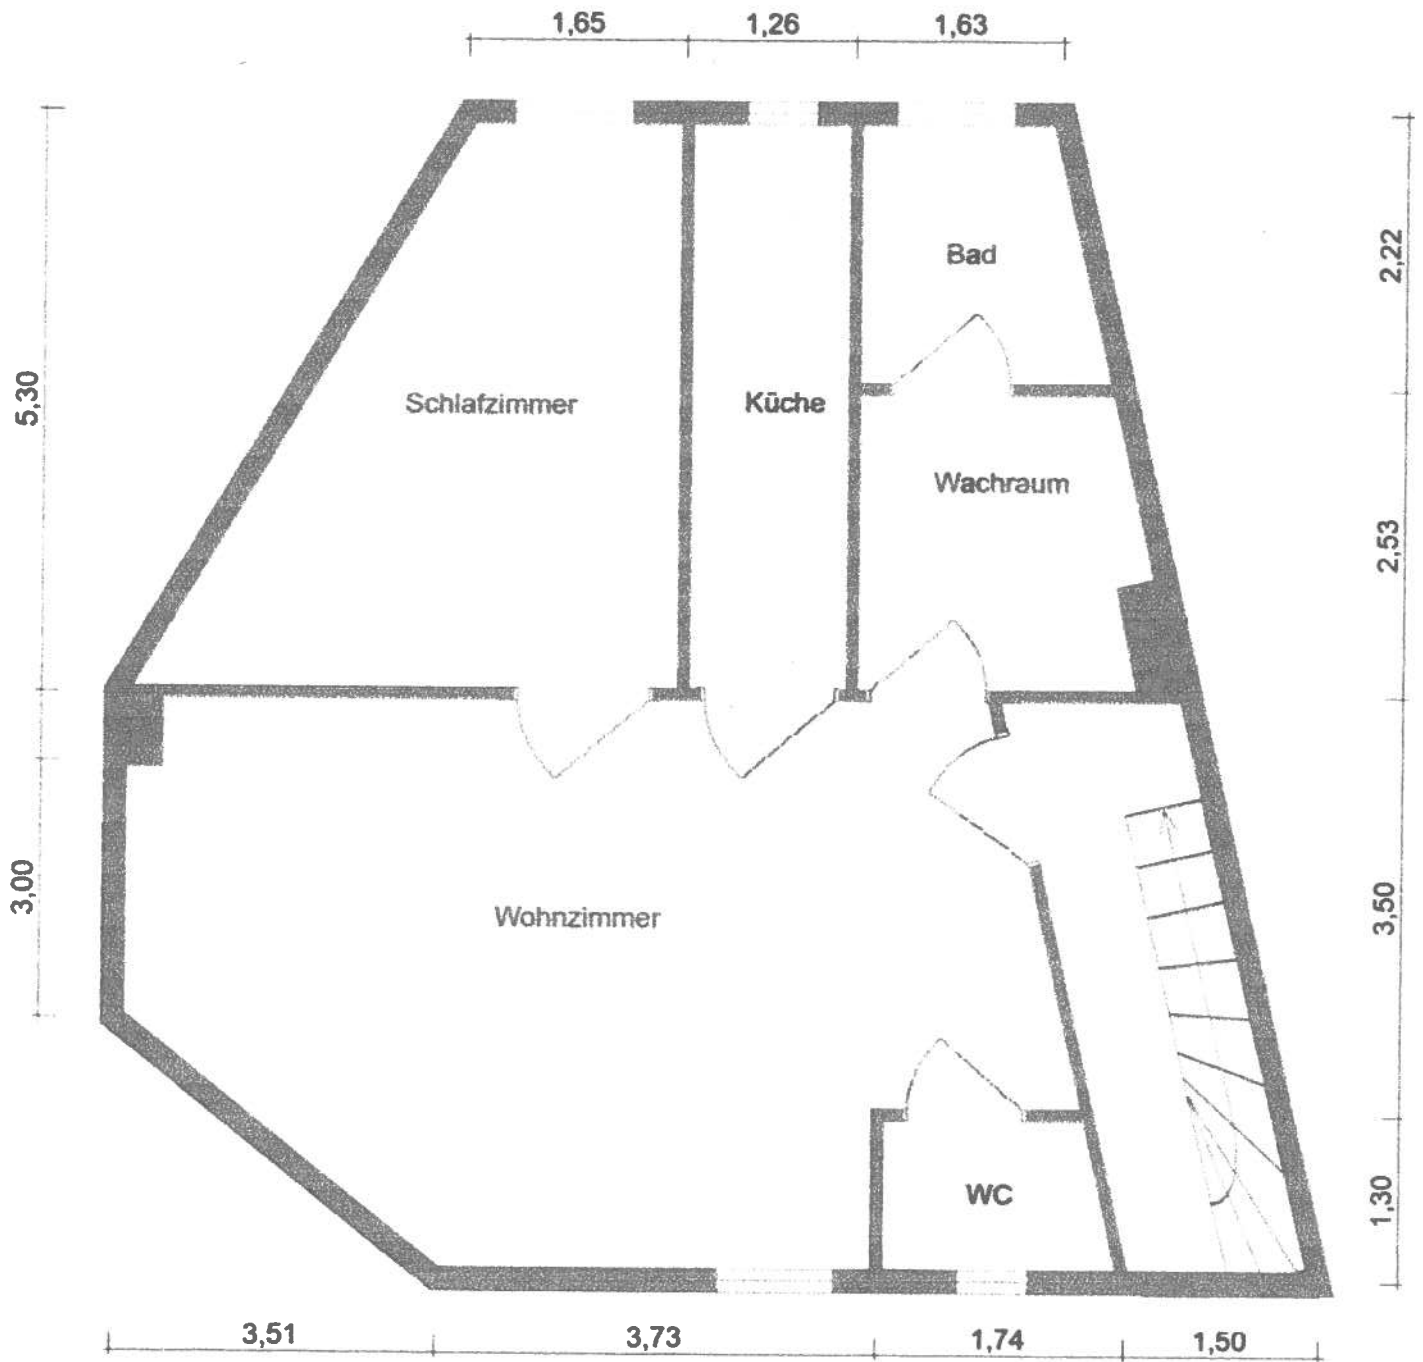 1,65
1,26
1,63
5,30
3,00
Schlafzimmer
Küche
Bad
Wachraum
Wohnzimmer
WC
2,22
2,53
3,50
1,30
3,51
3,73
1,74
1,50